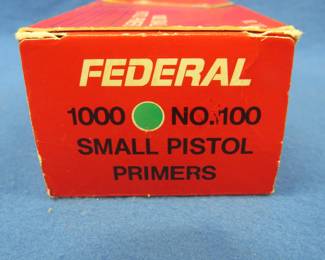 FEDERAL
1000 NO. 100
SMALL PISTOL
PRIMERS